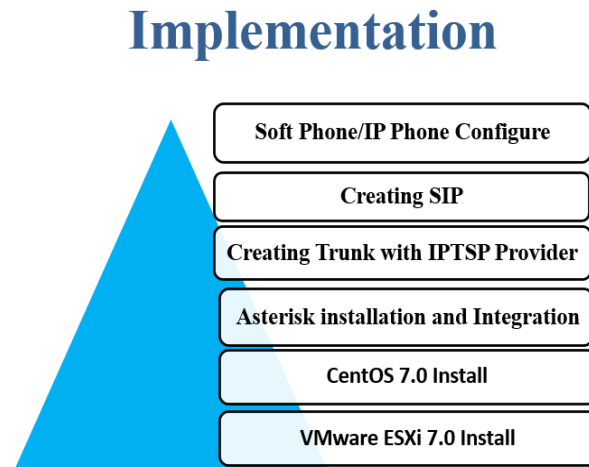 Implementation
Soft Phone/IP Phone Configure
Creating SIP
Creating Trunk with IPTSP Provider
Asterisk installation and Integration
CentOS 7.0 Install
VMware ESXi 7.0 Install